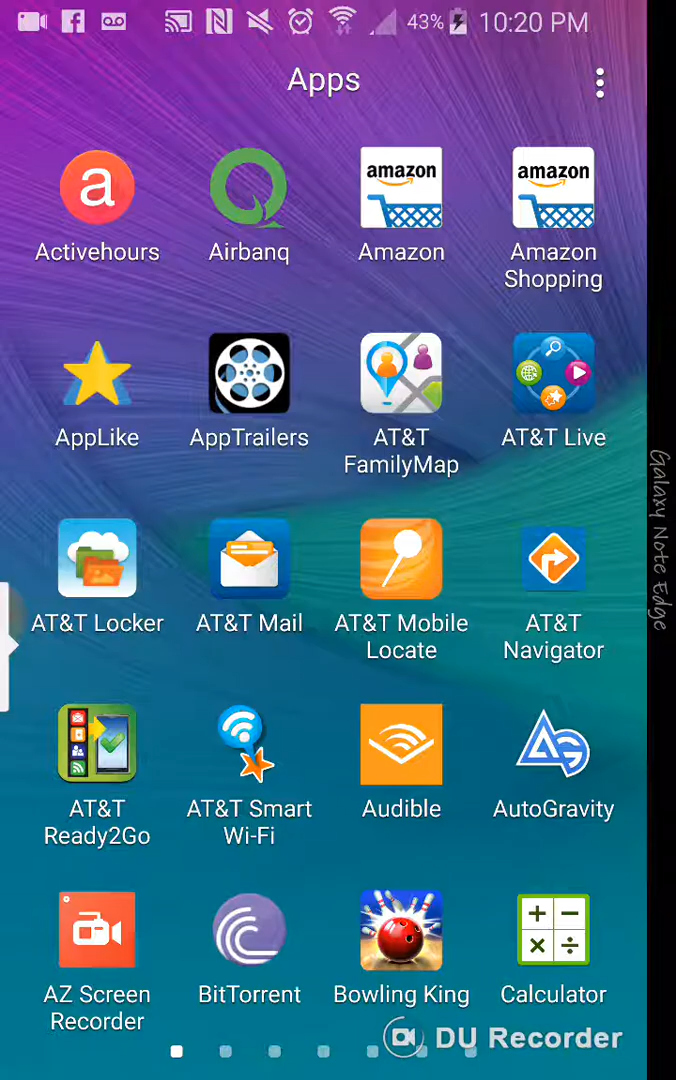 43% 10:20 PM
Apps
a
amazon
amazon
Activehours
Airbanq
Amazon
Amazon
Shopping
AppLike
AppTrailers
AT&T
FamilyMap
AT&T Live
Galaxy Note Edge
AT&T Locker
AT&T Mail
AT&T Mobile
Locate
AT&T
Navigator
AT&T
Ready2Go
AT&T Smart
Wi-Fi
Audible
AutoGravity
AZ Screen
Recorder
BitTorrent
Bowling King
Calculator
DU Recorder